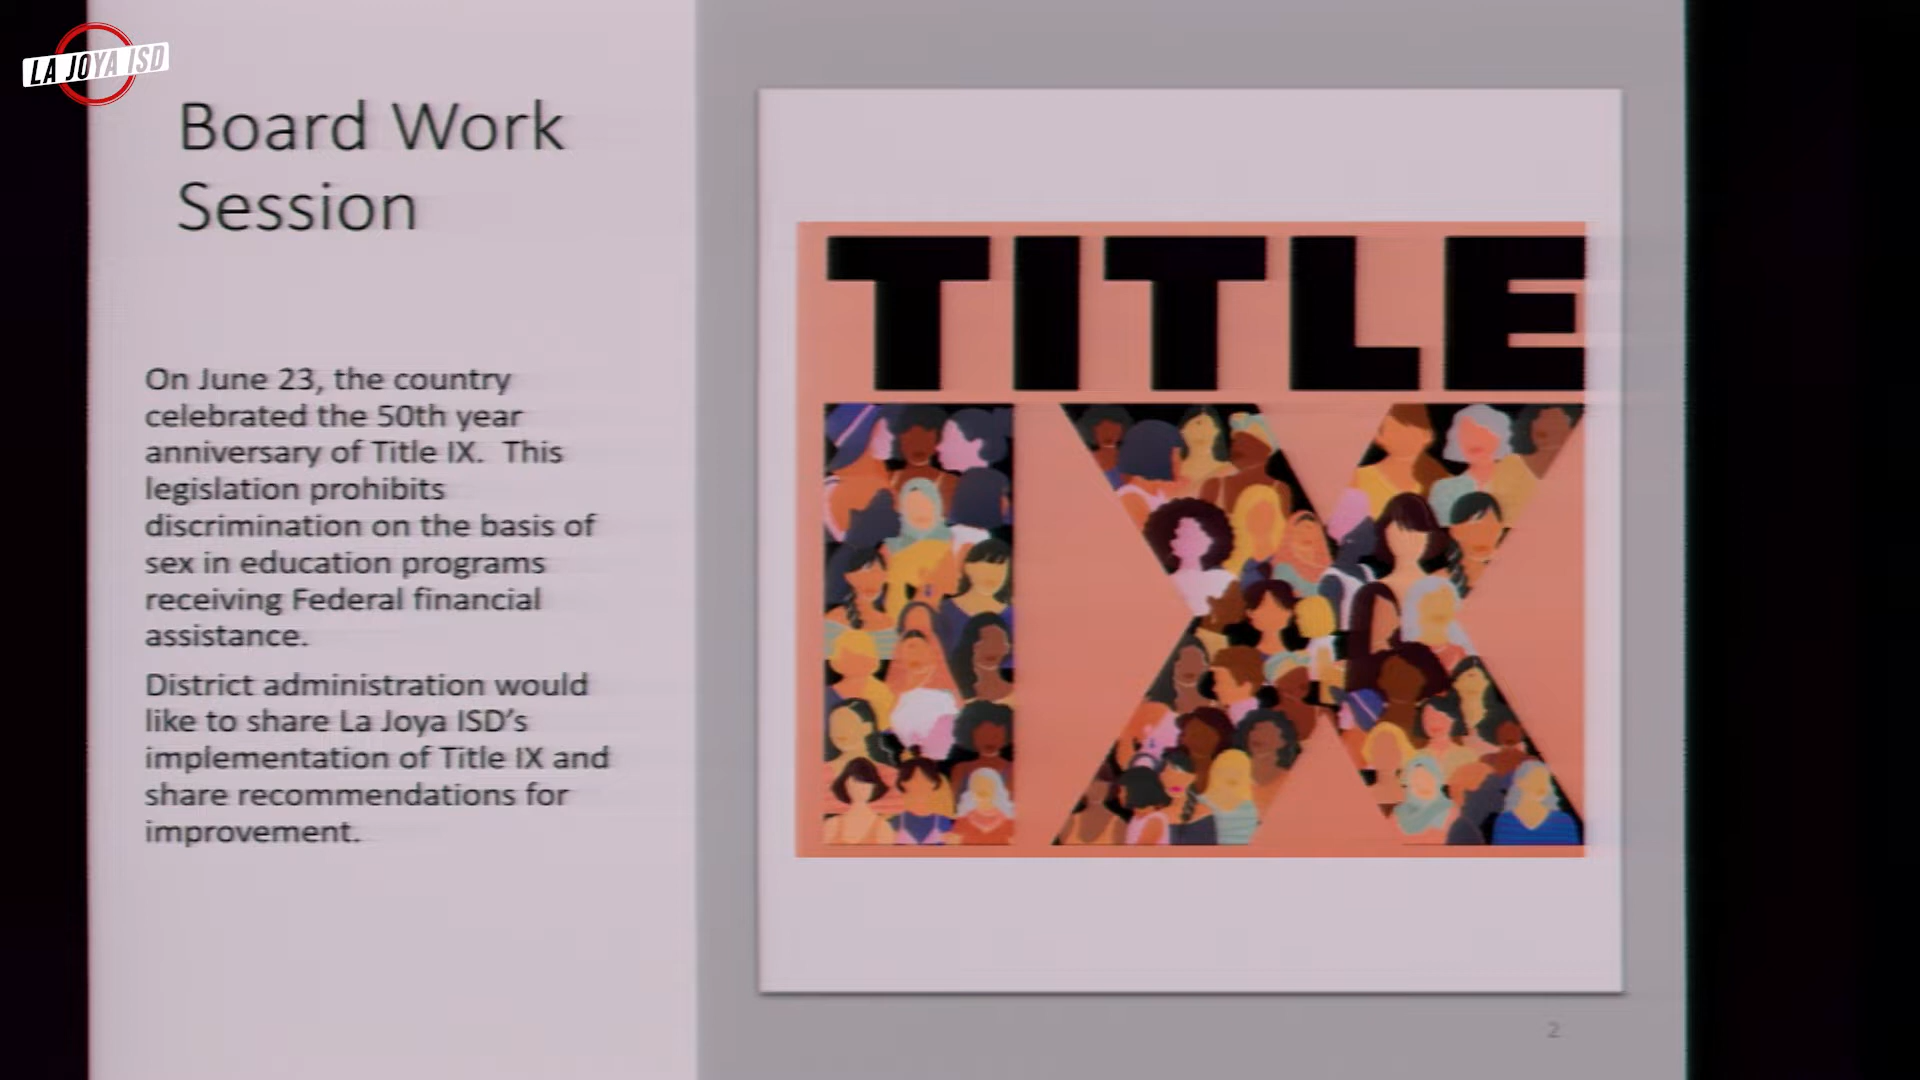 LA JOYA ISD
Board Work
Session
On June 23, the country
celebrated the 50th year
anniversary of Title IX.  This
legislation prohibits
discrimination on the basis of
sex in education programs
receiving Federal financial
assistance.
District administration would
like to share La Joya ISD’s
implementation of Title IX and
share recommendations for
improvement.
TITLE
IX
2